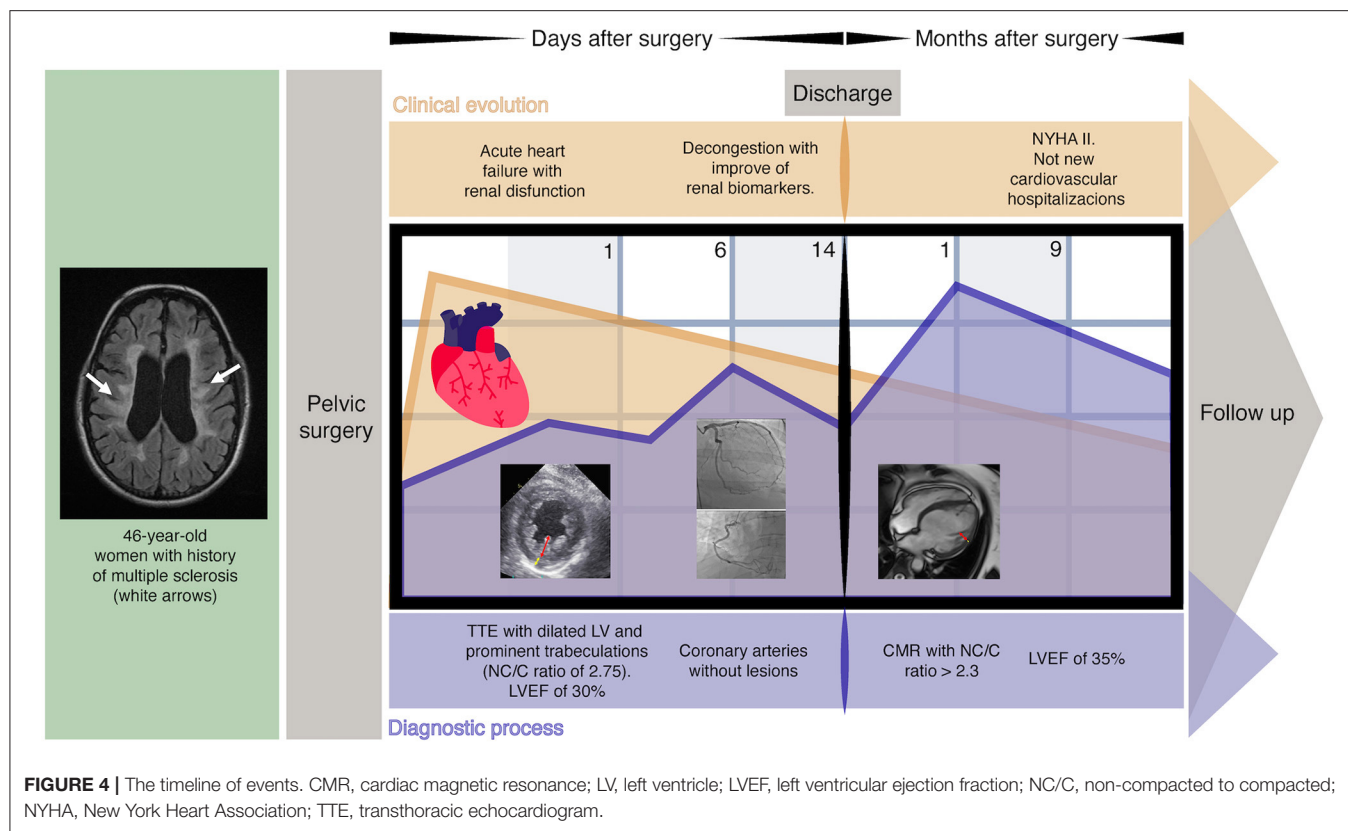 Days after surgery
Months after surgery
Discharge
Clinical evolution
Acute heart
failure with
renal disfunction
Decongestion with
improve of
renal biomarkers.
NYHA II.
Not new
cardiovascular
hospitalizacions
1
6
14
1
9
46-year-old
women with history
of multiple sclerosis
(white arrows)
Pelvic
surgery
Follow up
TTE with dilated LV and
prominent trabeculations
(NC/C ratio of 2.75).
LVEF of 30%
Coronary arteries
without lesions
CMR with NC/C
ratio > 2.3
LVEF of 35%
Diagnostic process
FIGURE 4 | The timeline of events. CMR, cardiac magnetic resonance; LV, left ventricle; LVEF, left ventricular ejection fraction; NC/C, non-compacted to compacted;
NYHA, New York Heart Association; TTE, transthoracic echocardiogram.